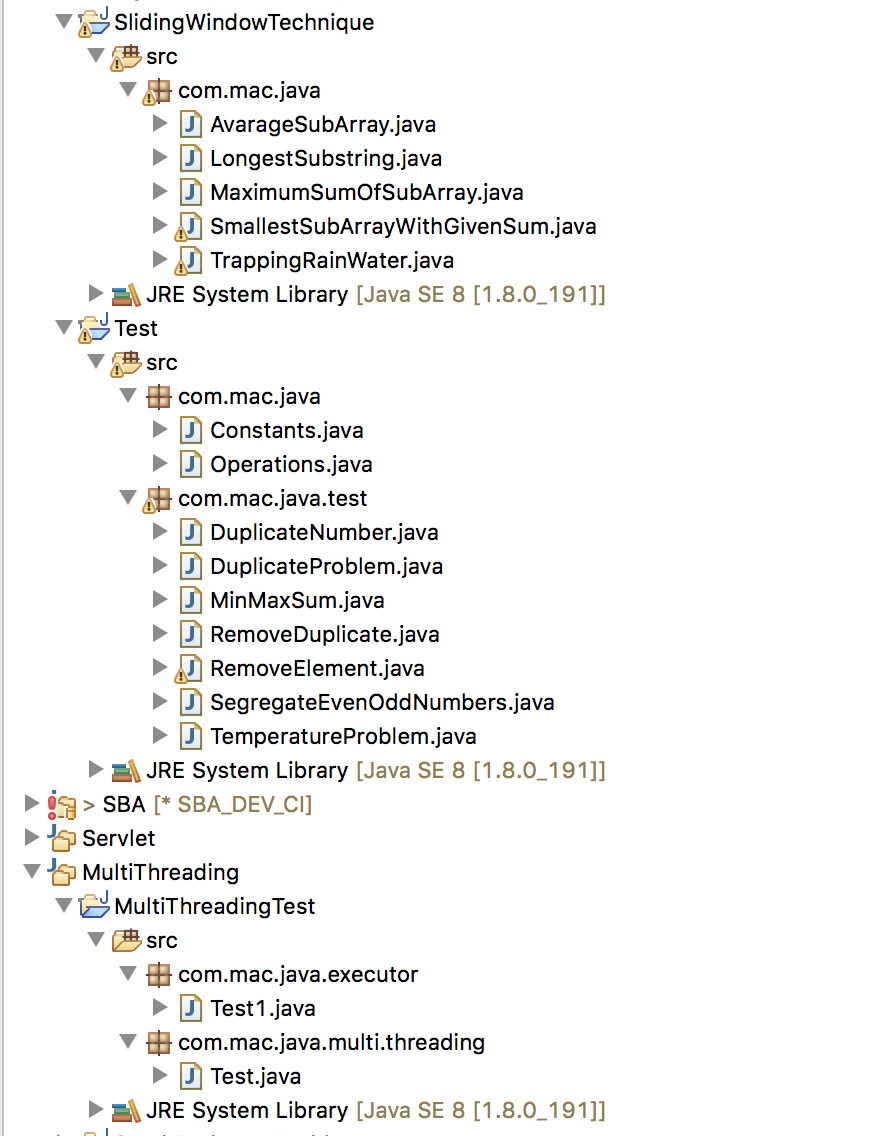 SlidingWindowTechnique
src
com.mac.java
AvarageSubArray.java
LongestSubstring.java
MaximumSumOfSubArray.java
SmallestSubArrayWithGivenSum.java
TrappingRainWater.java
JRE System Library [Java SE 8 [1.8.0_191]]
Test
src
com.mac.java
Constants.java
Operations.java
com.mac.java.test
DuplicateNumber.java
DuplicateProblem.java
MinMaxSum.java
RemoveDuplicate.java
RemoveElement.java
SegregateEvenOddNumbers.java
TemperatureProblem.java
JRE System Library [Java SE 8 [1.8.0_191]]
> SBA [* SBA_DEV_CI]
Servlet
MultiThreading
MultiThreadingTest
src
com.mac.java.executor
Test1.java
com.mac.java.multi.threading
Test.java
JRE System Library [Java SE 8 [1.8.0_191]]